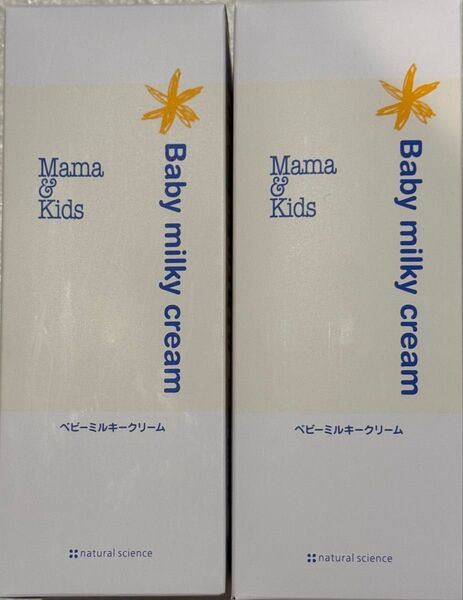 Mama
&
Kids
Baby milky cream
ベビーミルキークリーム
natural science
Mama
&
Kids
Baby milky cream
ベビーミルキークリーム
natural science